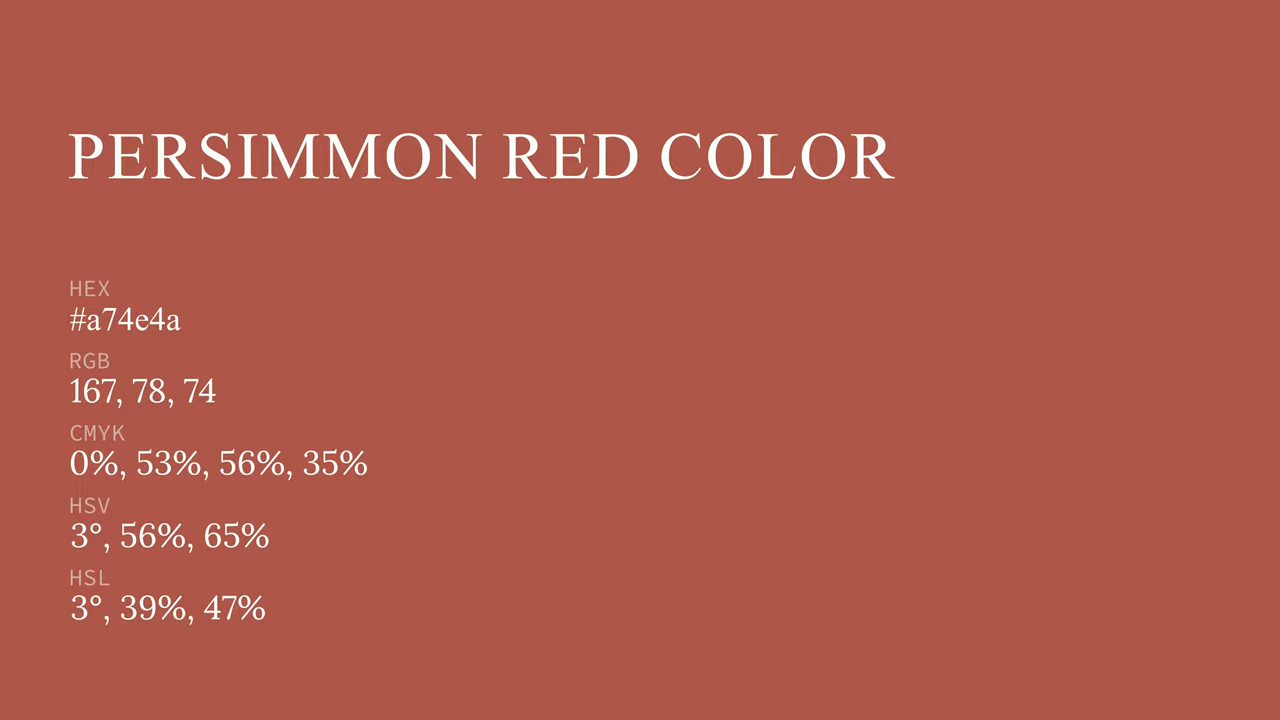 PERSIMMON RED COLOR
HEX
#a74e4a
RGB
167, 78, 74
CMYK
0%, 53%, 56%, 35%
HSV
3°, 56%, 65%
HSL
3°, 39%, 47%